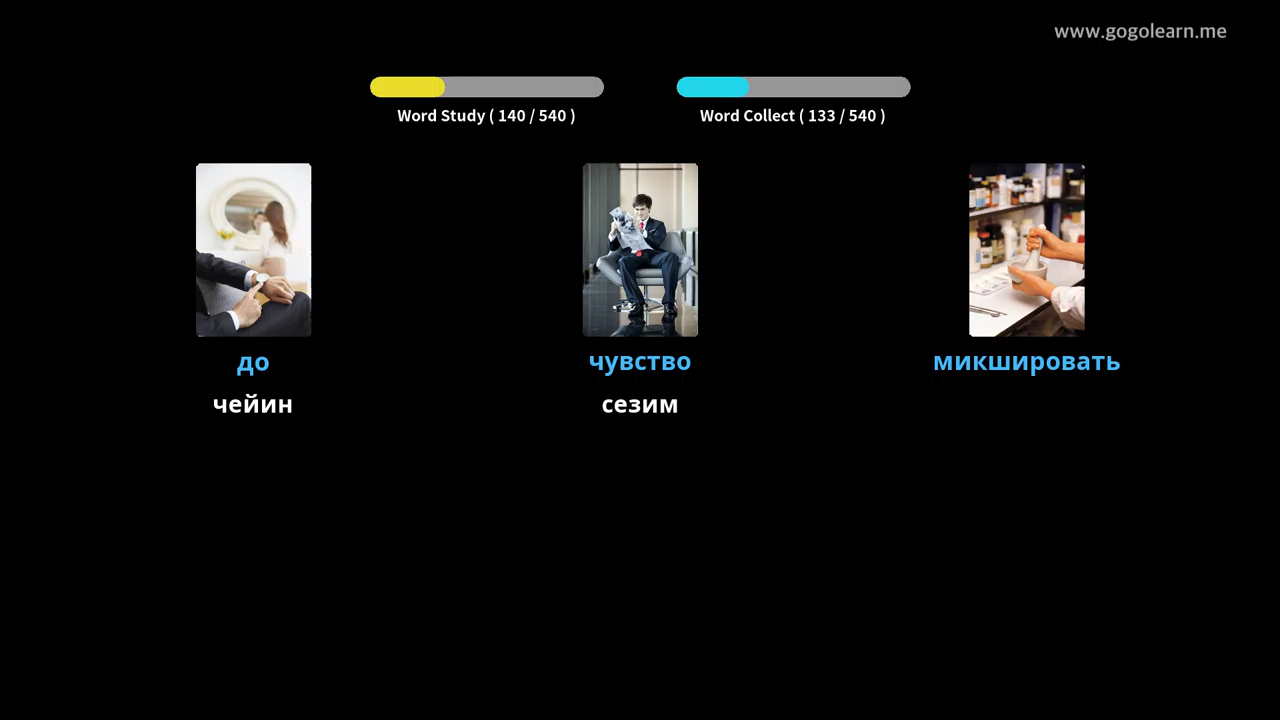 www.gogolearn.me
Word Study ( 140 / 540 )
Word Collect ( 133 / 540 )
до
чувство
микшировать
чейин
сезим